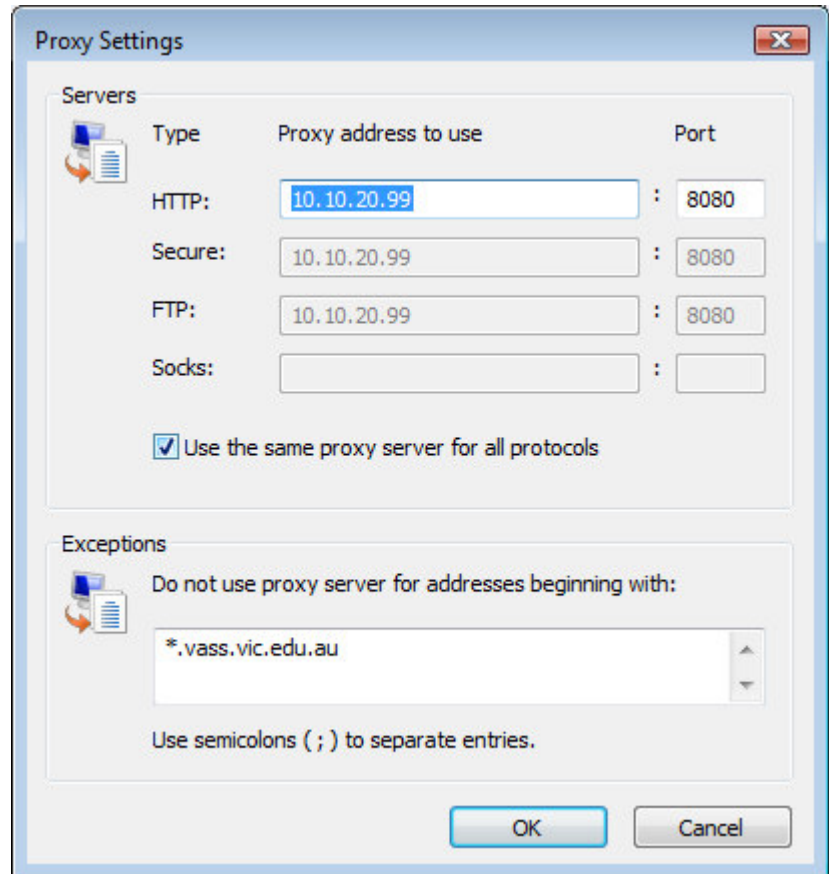 Proxy Settings
Servers
Type Proxy address to use Port
HTTP: 10.10.20.99 : 8080
Secure: 10.10.20.99 : 8080
FTP: 10.10.20.99 : 8080
Socks: :
Use the same proxy server for all protocols
Exceptions
Do not use proxy server for addresses beginning with:
*.vass.vic.edu.au
Use semicolons ( ; ) to separate entries.
OK Cancel